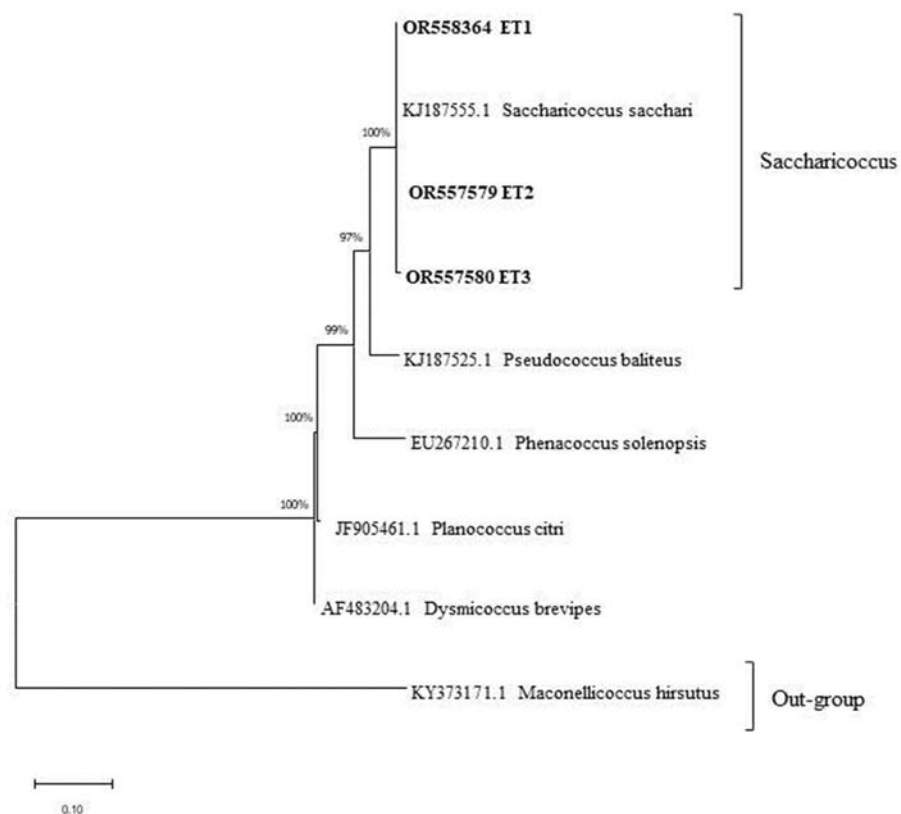 OR558364 ET1
KJ187555.1 Saccharicoccus sacchari
100%
Saccharicoccus
OR557579 ET2
97%
OR557580 ET3
99%
KJ187525.1 Pseudococcus baliteus
100%
EU267210.1 Phenacoccus solenopsis
100%
JF905461.1 Planococcus citri
AF483204.1 Dysmicoccus brevipes
KY373171.1 Maconellicoccus hirsutus
Out-group
0.10